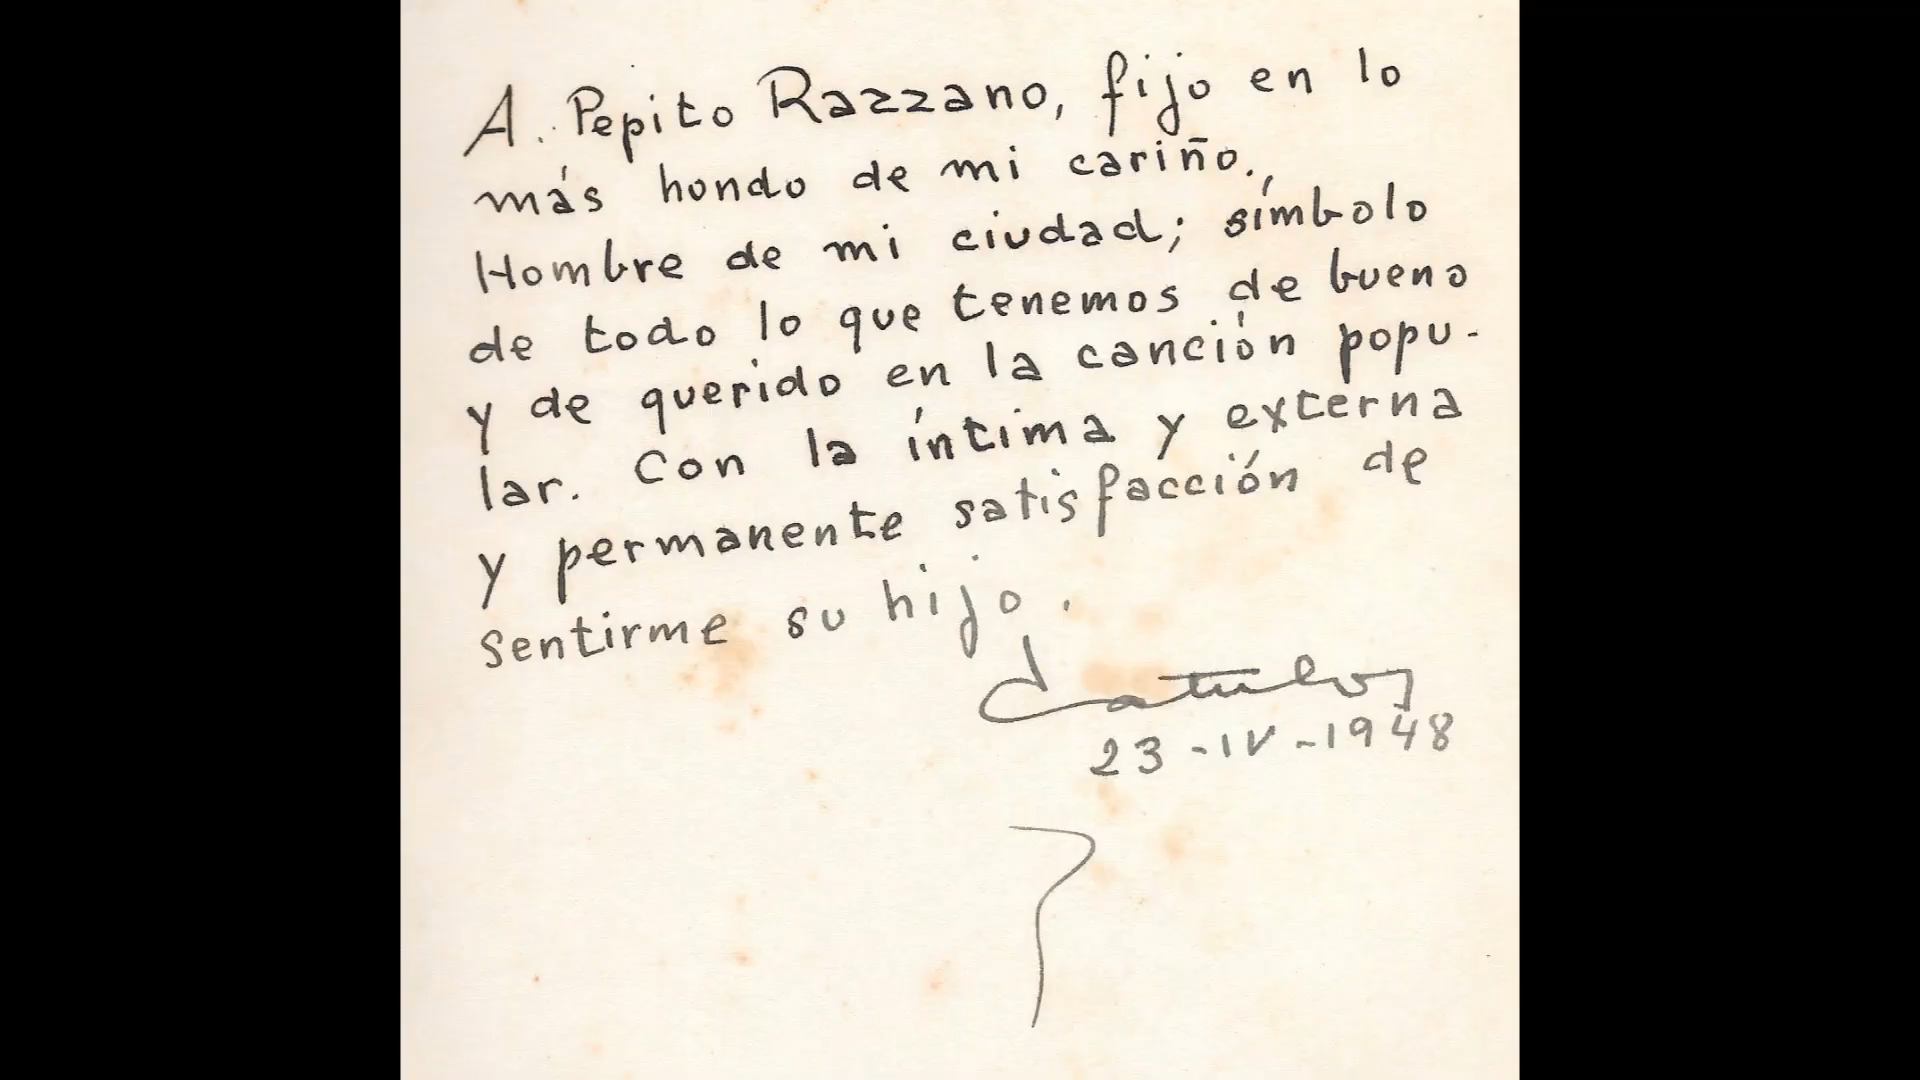 A. Pepito Razzano, fijo en lo
más hondo de mi cariño.,
Hombre de mi ciudad; símbolo
de todo lo que tenemos de bueno
y de querido en la canción popu-
lar. Con la íntima y externa
y permanente satisfacción de
sentirme su hijo.
Catulo
23-IV-1948